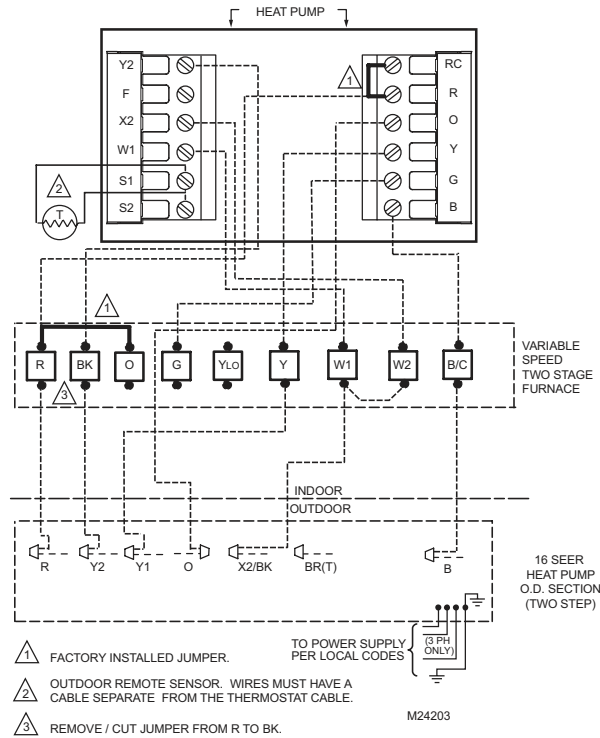 HEAT PUMP
Y2
F
X2
W1
S1
S2
2
T
1
RC
R
O
Y
G
B
1
R
BK
O
G
YLO
Y
W1
W2
B/C
3
VARIABLE
SPEED
TWO STAGE
FURNACE
INDOOR
OUTDOOR
R
Y2
Y1
O
X2/BK
BR(T)
B
16 SEER
HEAT PUMP
O.D. SECTION
(TWO STEP)
TO POWER SUPPLY
PER LOCAL CODES
(3 PH
ONLY)
1 FACTORY INSTALLED JUMPER.
2 OUTDOOR REMOTE SENSOR. WIRES MUST HAVE A
CABLE SEPARATE FROM THE THERMOSTAT CABLE.
3 REMOVE / CUT JUMPER FROM R TO BK.
M24203